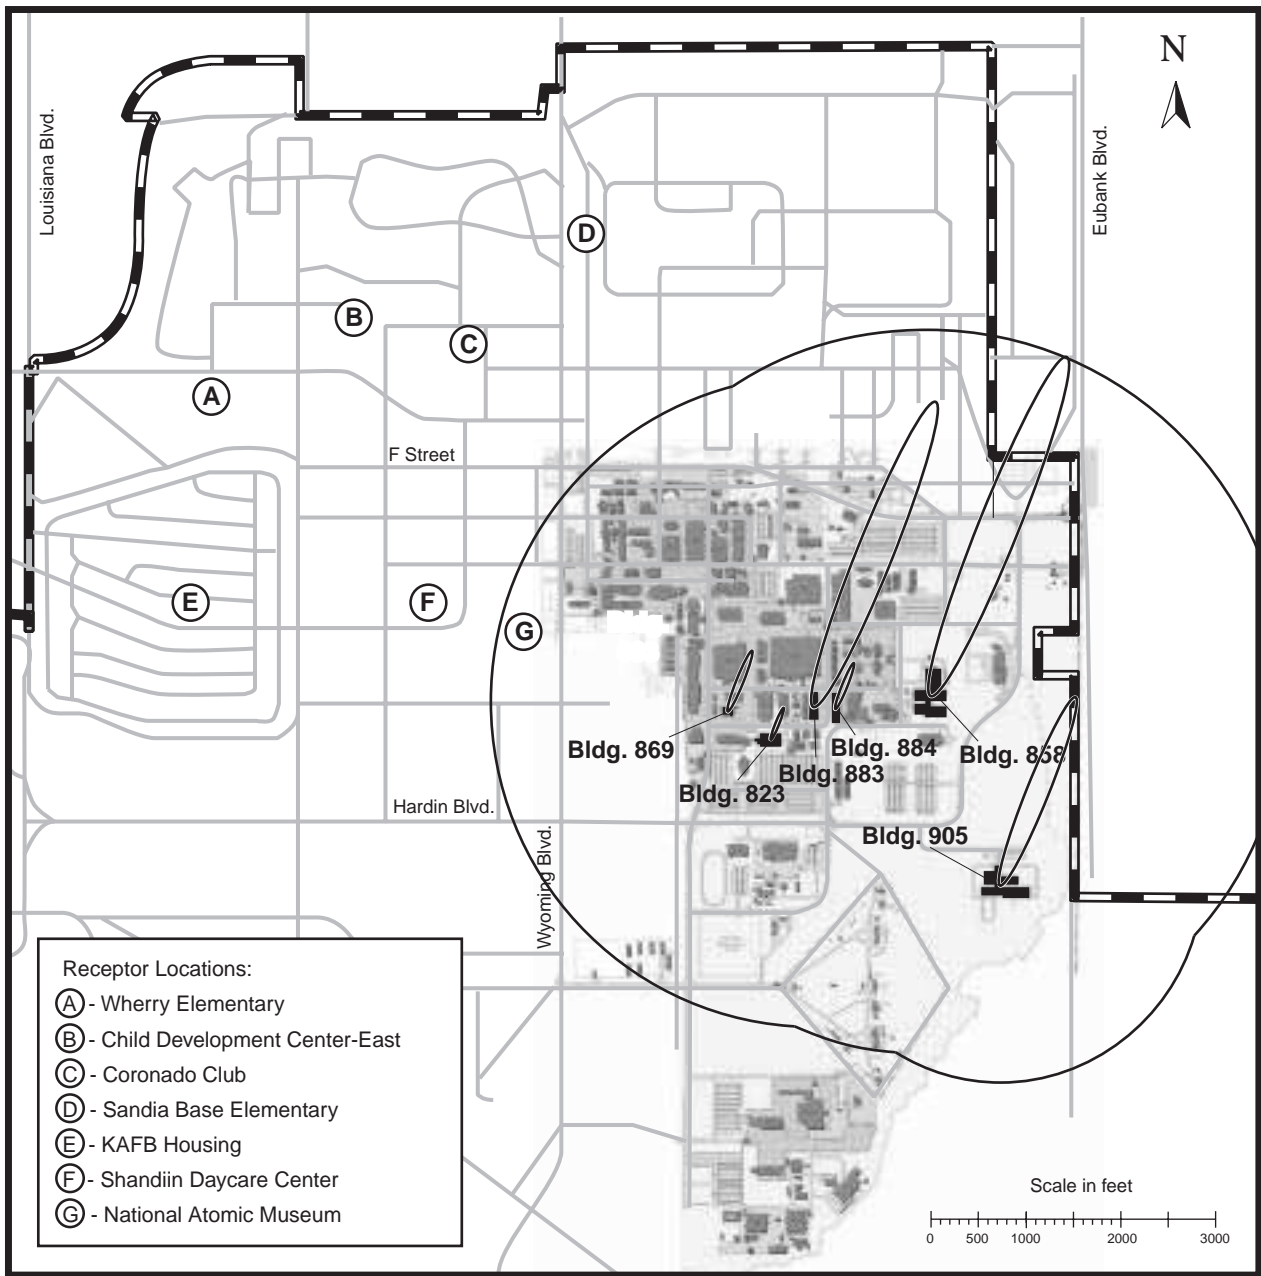 N
Louisiana Blvd.
Eubank Blvd.
D
B
C
A
F Street
E
F
G
Bldg. 869
Bldg. 884
Bldg. 858
Bldg. 883
Bldg. 823
Hardin Blvd.
Bldg. 905
Wyoming Blvd.
Receptor Locations:
A - Wherry Elementary
B - Child Development Center-East
C - Coronado Club
D - Sandia Base Elementary
E - KAFB Housing
F - Shandiin Daycare Center
G - National Atomic Museum
Scale in feet
0 500 1000 2000 3000